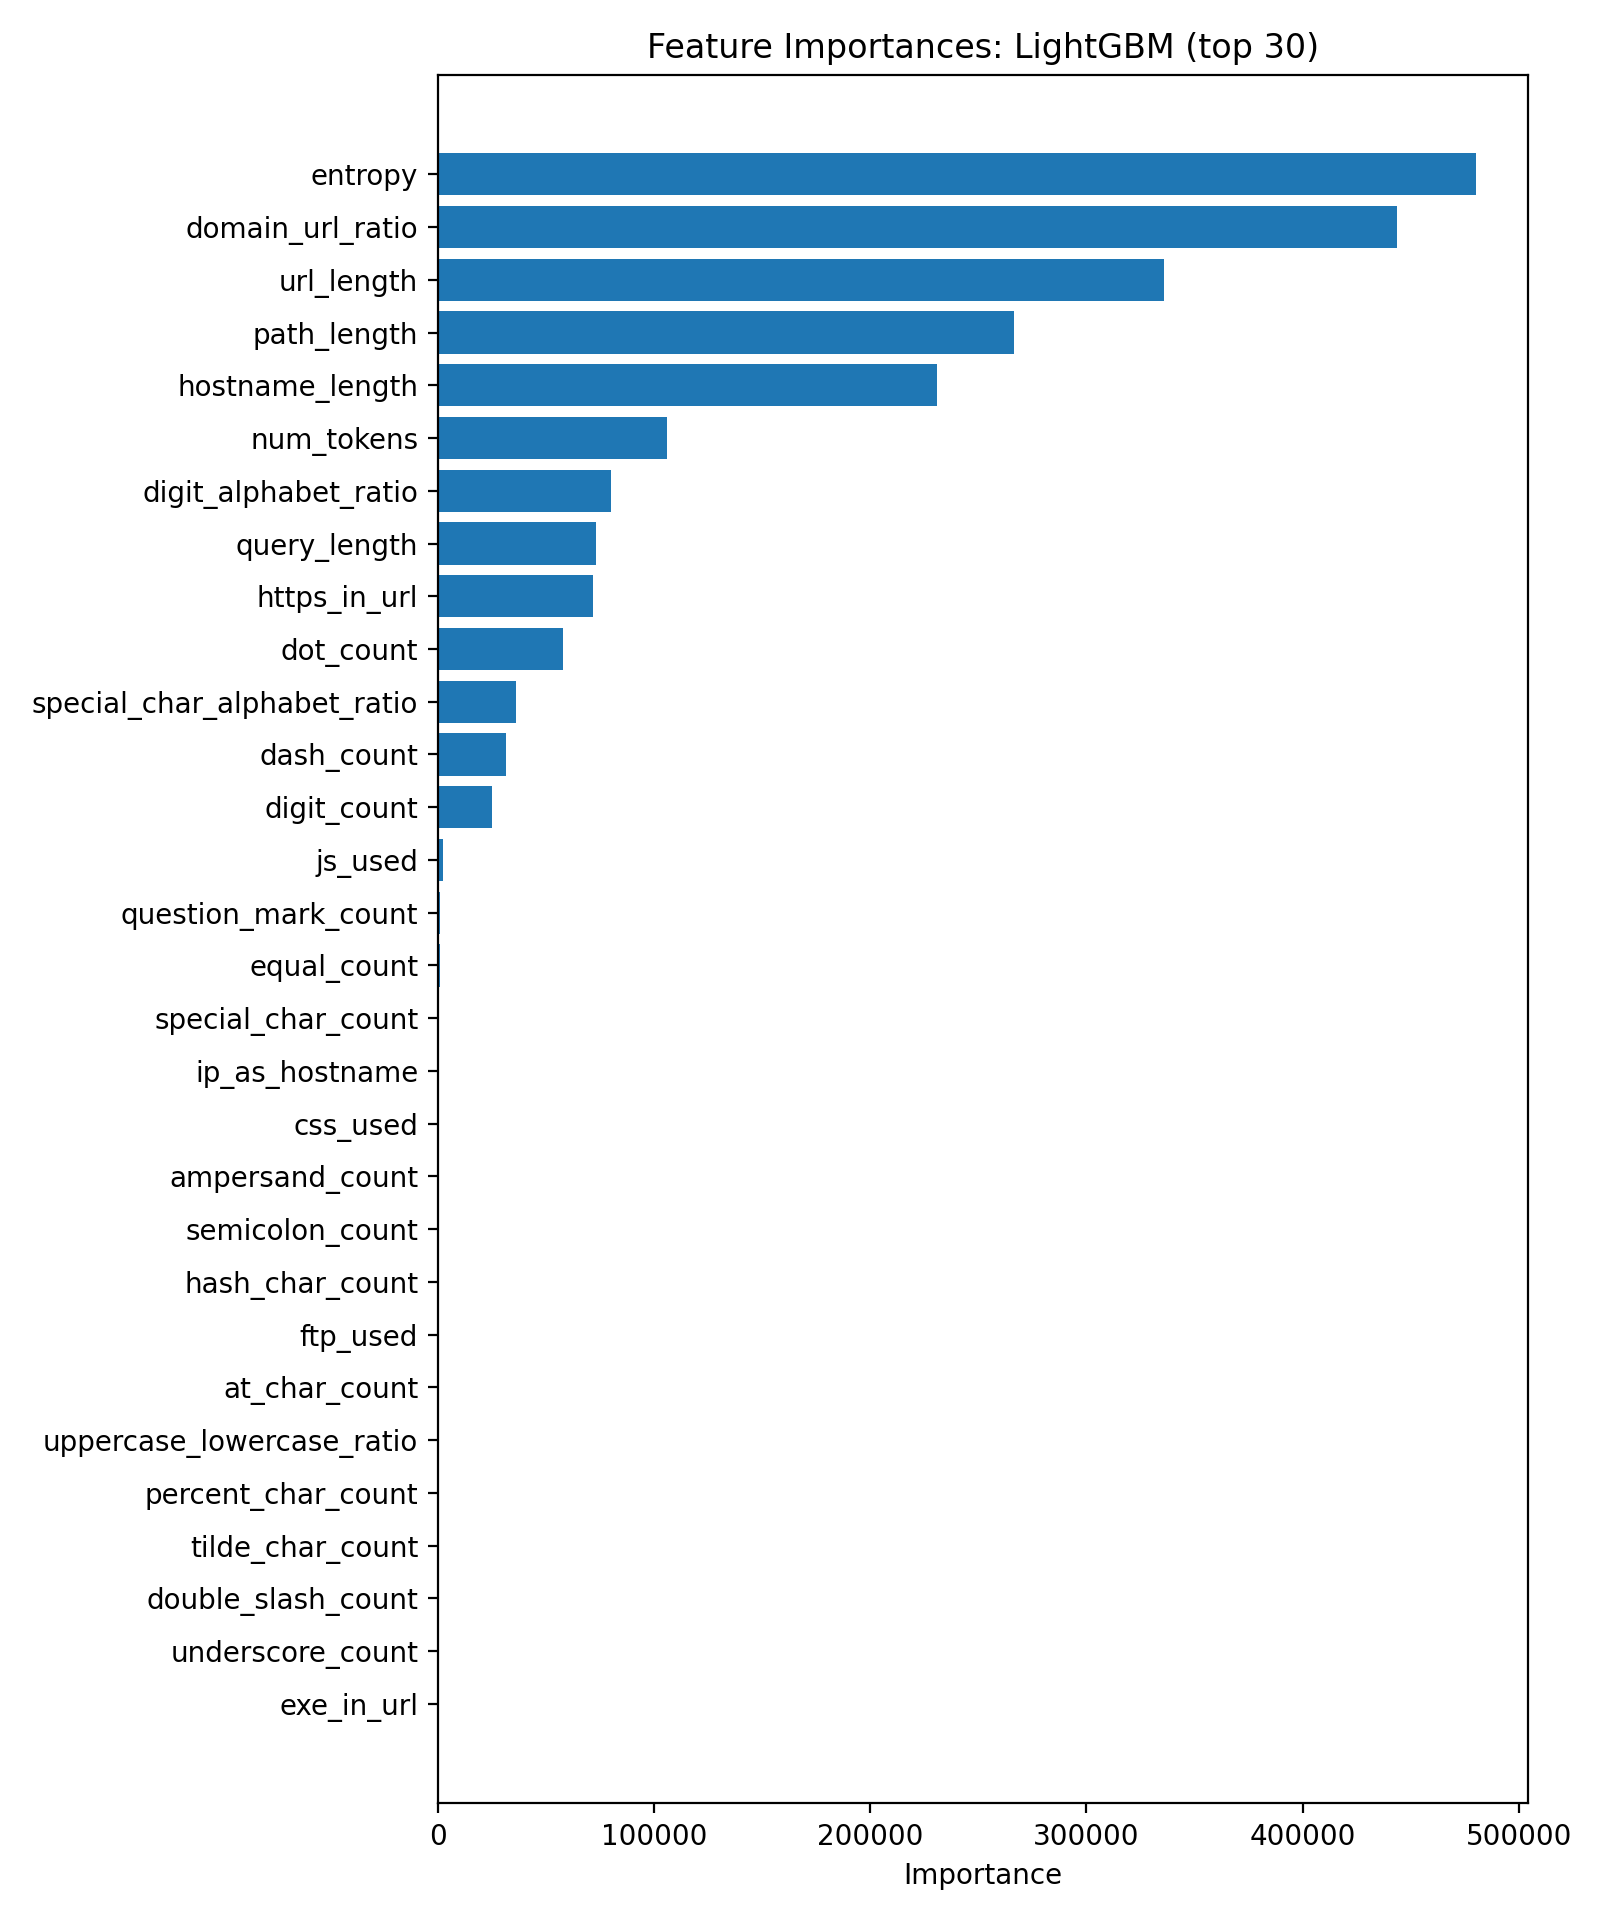 Feature Importances: LightGBM (top 30)
entropy
domain_url_ratio
url_length
path_length
hostname_length
num_tokens
digit_alphabet_ratio
query_length
https_in_url
dot_count
special_char_alphabet_ratio
dash_count
digit_count
js_used
question_mark_count
equal_count
special_char_count
ip_as_hostname
css_used
ampersand_count
semicolon_count
hash_char_count
ftp_used
at_char_count
uppercase_lowercase_ratio
percent_char_count
tilde_char_count
double_slash_count
underscore_count
exe_in_url
0 100000 200000 300000 400000 500000
Importance